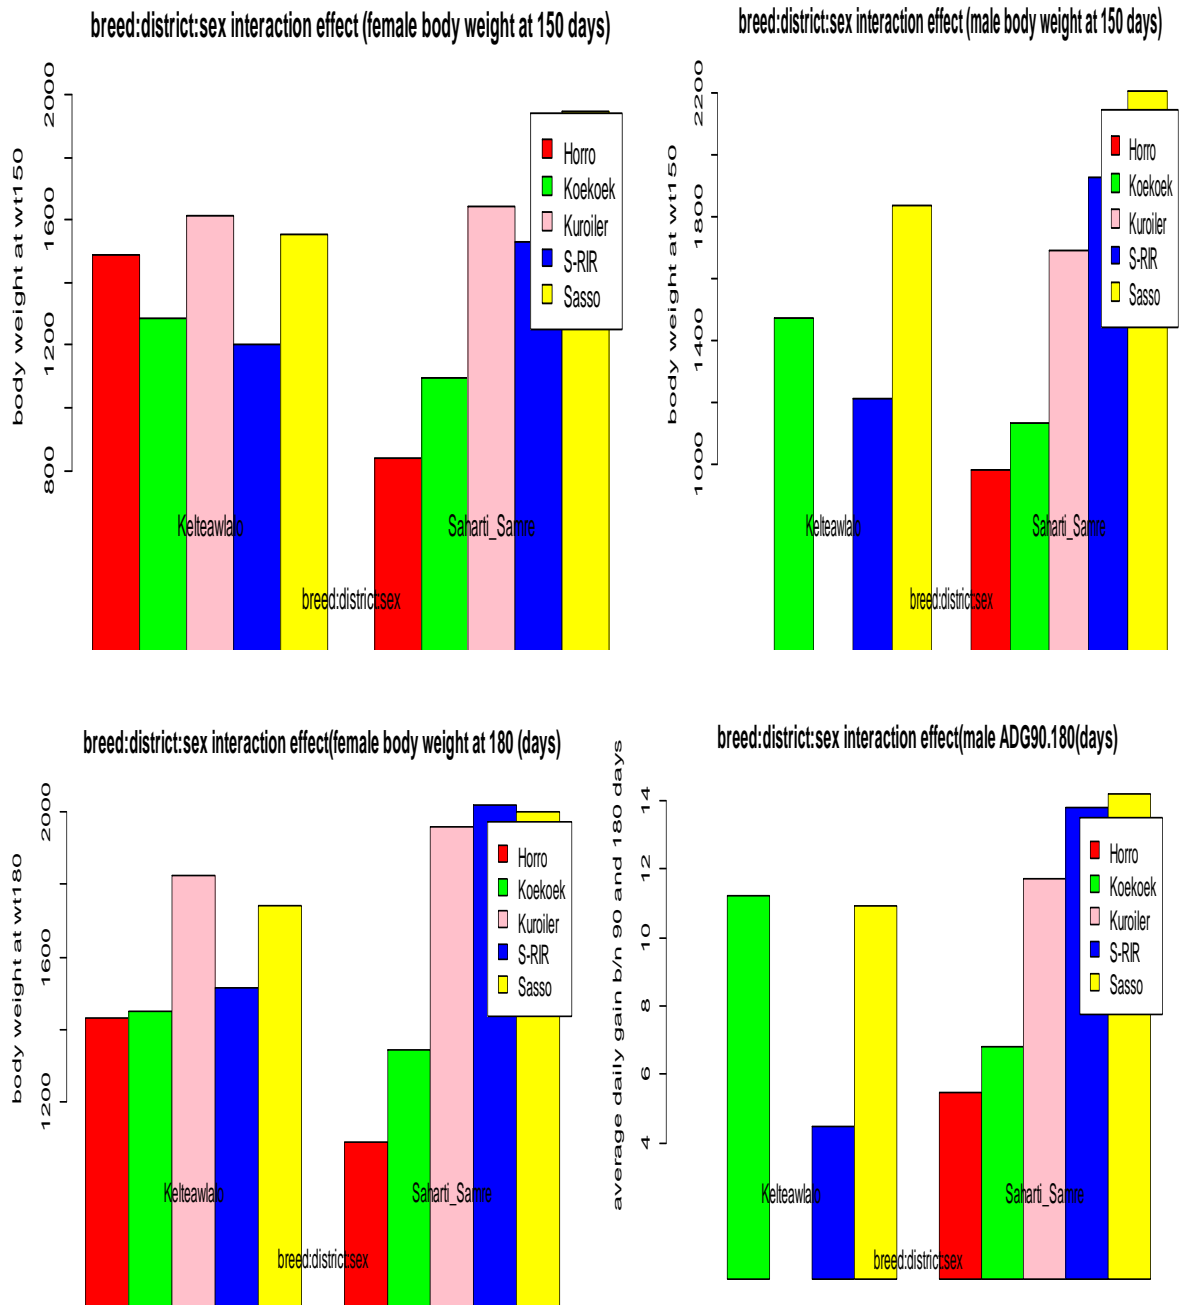 breed:district:sex interaction effect (female body weight at 150 days)
body weight at wt150
2000
1600
1200
800
Horro
Koekoek
Kuroiler
S-RIR
Sasso
Kelteawlalo
Saharti_Samre
breed:district:sex
breed:district:sex interaction effect (male body weight at 150 days)
body weight at wt150
2200
1800
1400
1000
Horro
Koekoek
Kuroiler
S-RIR
Sasso
Kelteawlalo
Saharti_Samre
breed:district:sex
breed:district:sex interaction effect(female body weight at 180 (days)
body weight at wt180
2000
1600
1200
Horro
Koekoek
Kuroiler
S-RIR
Sasso
Kelteawlalo
Saharti_Samre
breed:district:sex
breed:district:sex interaction effect(male ADG90.180(days)
average daily gain b/n 90 and 180 days
14
12
10
8
6
4
Horro
Koekoek
Kuroiler
S-RIR
Sasso
Kelteawlalo
Saharti_Samre
breed:district:sex